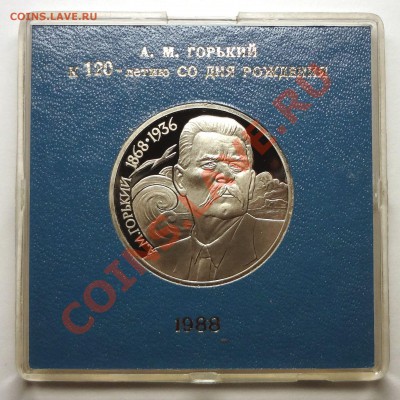 COINS.LAVE.RU
А. М. ГОРЬКИЙ
к 120-летию СО ДНЯ РОЖДЕНИЯ
А.М.ГОРЬКИЙ 1868·1936
1988
COINS.LAVE.RU